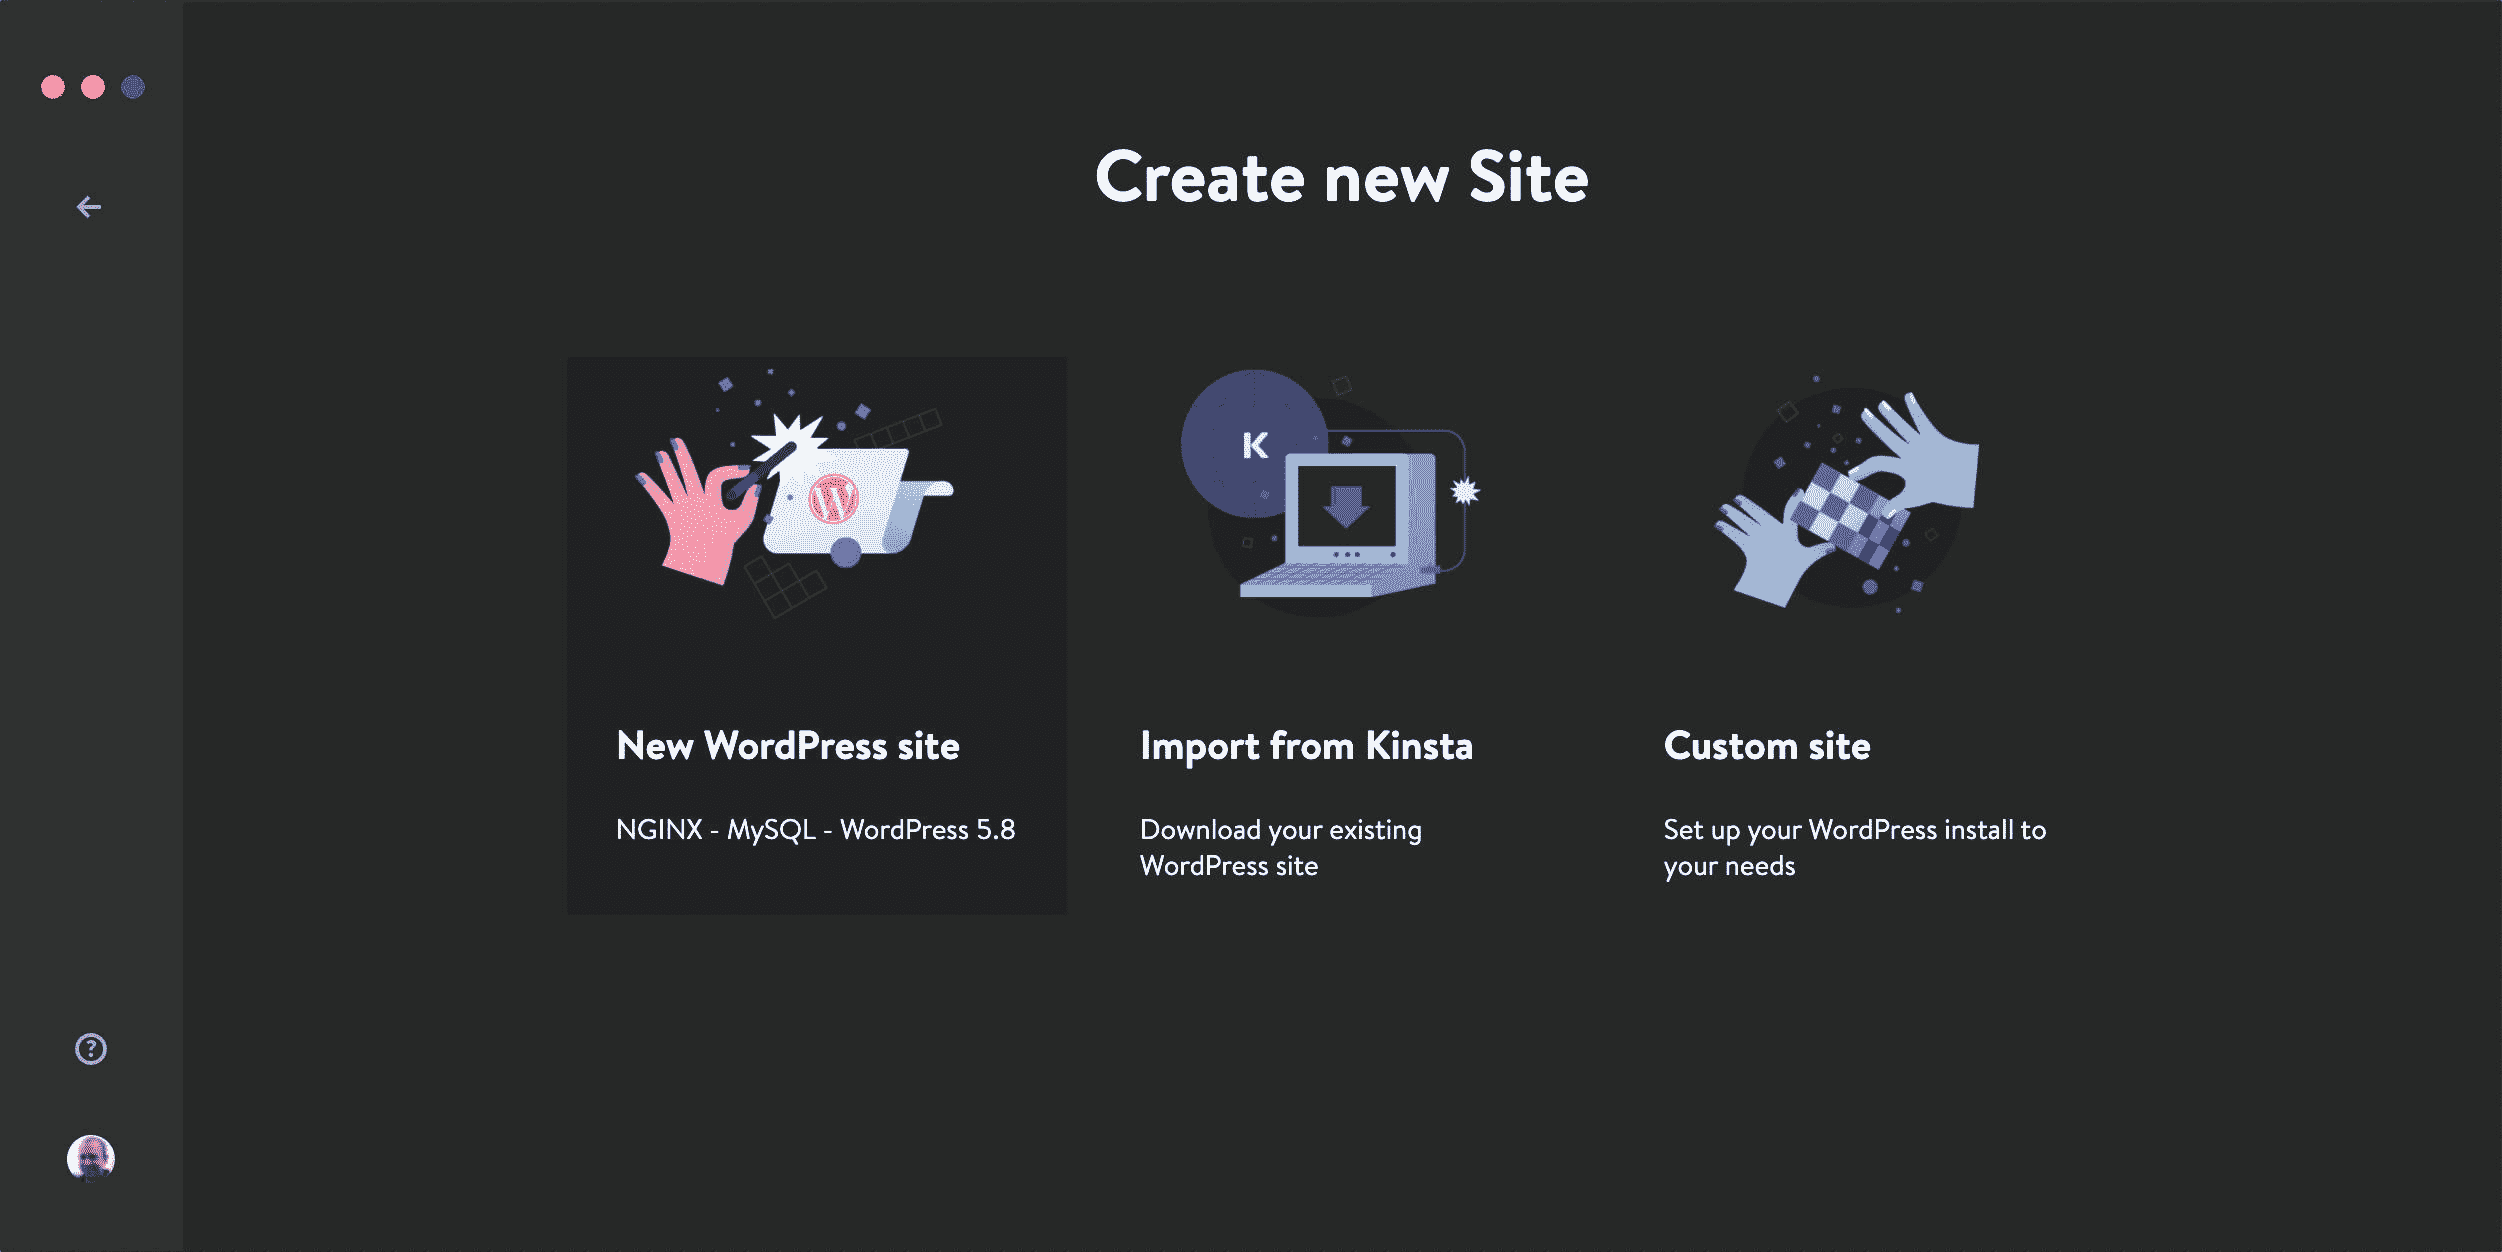 Create new Site
K
New WordPress site
NGINX - MySQL - WordPress 5.8
Import from Kinsta
Download your existing
WordPress site
Custom site
Set up your WordPress install to
your needs
?